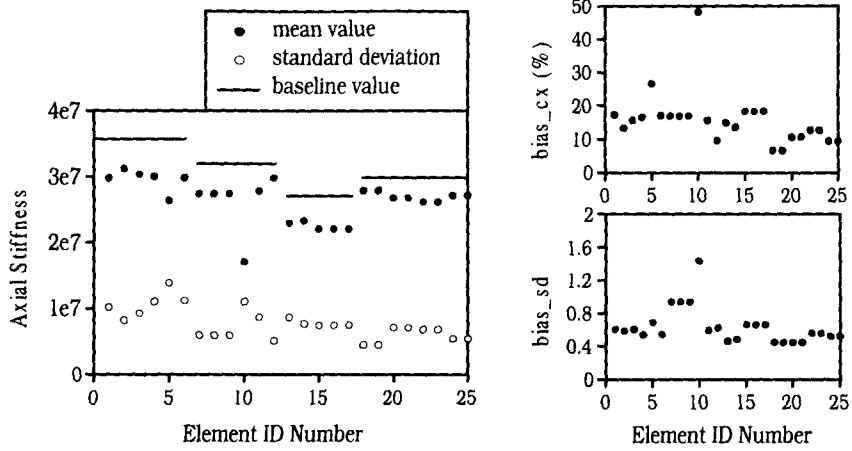 mean value
standard deviation
baseline value
4e7
3e7
2e7
1e7
0
Axial Stiffness
0 5 10 15 20 25
Element ID Number
50
40
30
20
10
0
bias_cx (%)
0 5 10 15 20 25
2
1.6
1.2
0.8
0.4
0
bias_sd
0 5 10 15 20 25
Element ID Number